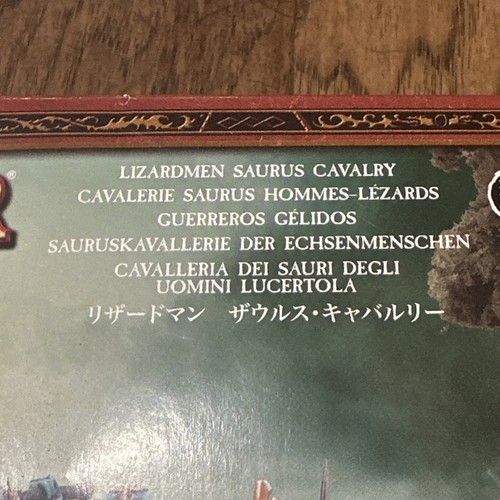 R®
LIZARDMEN SAURUS CAVALRY
CAVALERIE SAURUS HOMMES-LÉZARDS
GUERREROS GÉLIDOS
SAURUSKAVALLERIE DER ECHSENMENSCHEN
CAVALLERIA DEI SAURI DEGLI
UOMINI LUCERTOLA
リザードマン　ザウルス・キャバルリー